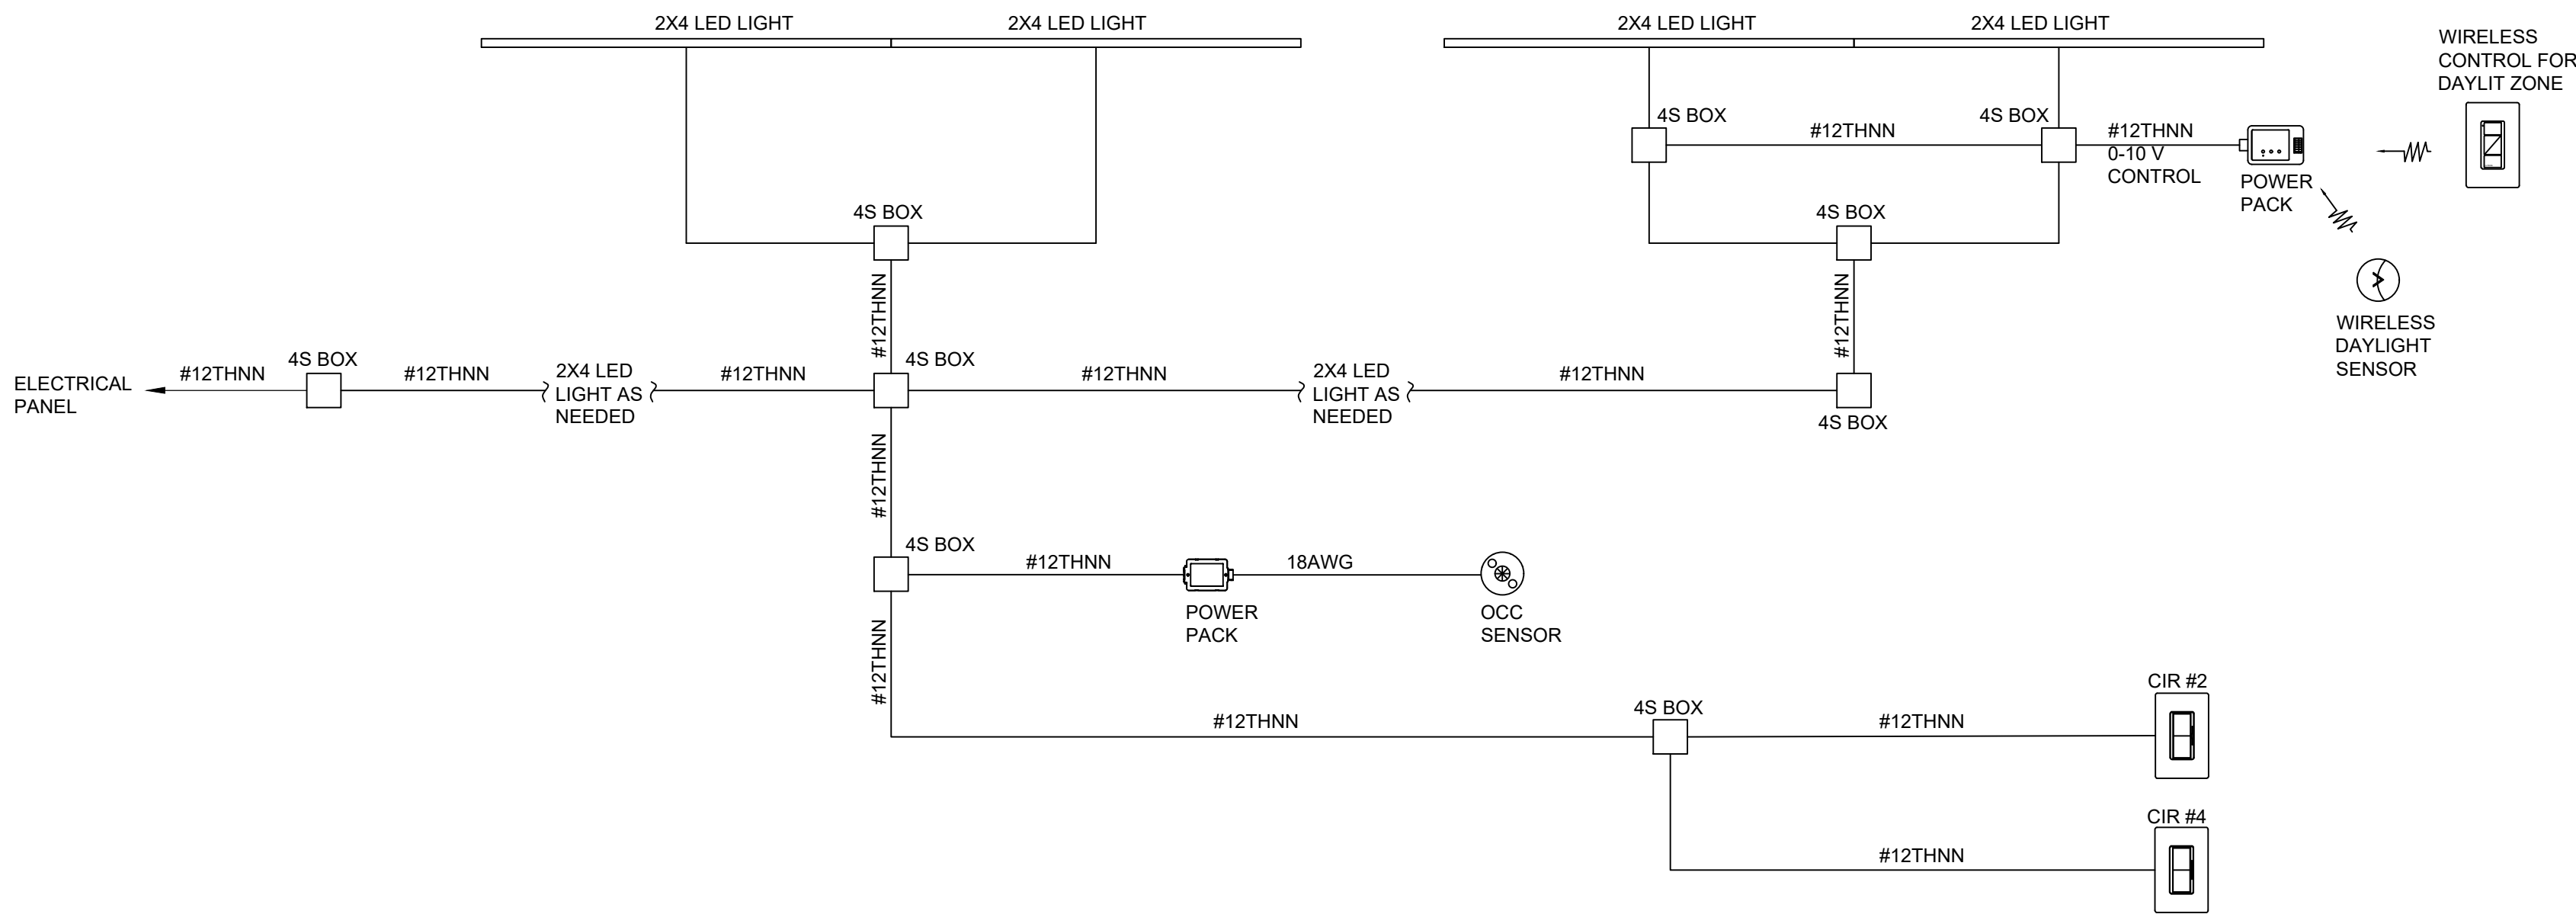 2X4 LED LIGHT
2X4 LED LIGHT
2X4 LED LIGHT
2X4 LED LIGHT
WIRELESS
CONTROL FOR
DAYLIT ZONE
4S BOX
#12THNN
4S BOX
#12THNN
0-10 V
CONTROL
POWER
PACK
4S BOX
4S BOX
#12THNN
#12THNN
WIRELESS
DAYLIGHT
SENSOR
ELECTRICAL
PANEL
#12THNN
4S BOX
#12THNN
2X4 LED
LIGHT AS
NEEDED
#12THNN
4S BOX
#12THNN
2X4 LED
LIGHT AS
NEEDED
#12THNN
4S BOX
#12THNN
4S BOX
#12THNN
POWER
PACK
18AWG
OCC
SENSOR
#12THNN
#12THNN
4S BOX
#12THNN
CIR #2
#12THNN
CIR #4